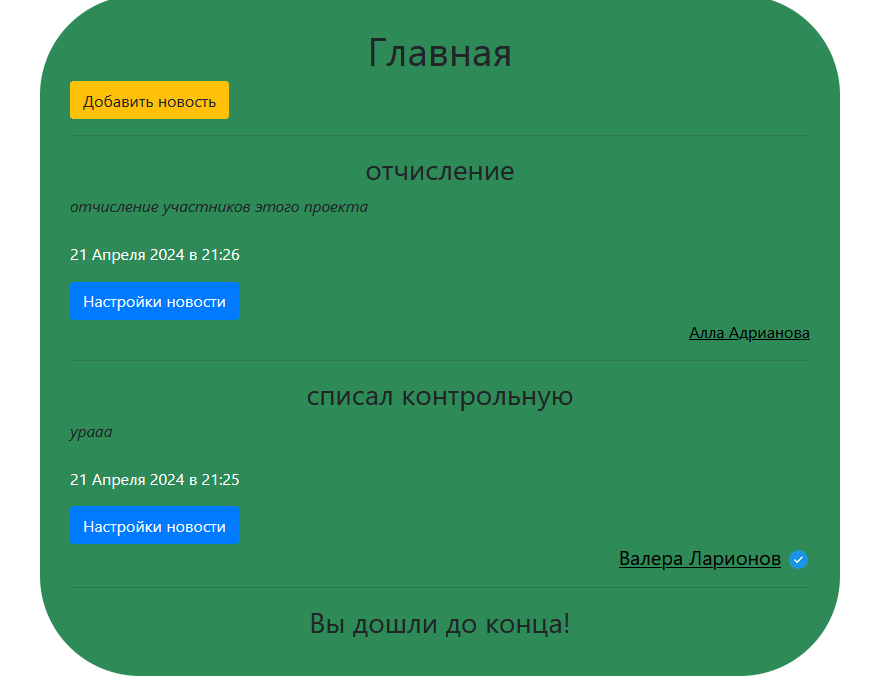 Главная
Добавить новость
отчисление
отчисление участников этого проекта
21 Апреля 2024 в 21:26
Настройки новости
Алла Адрианова
списал контрольную
урааа
21 Апреля 2024 в 21:25
Настройки новости
Валера Ларионов
Вы дошли до конца!